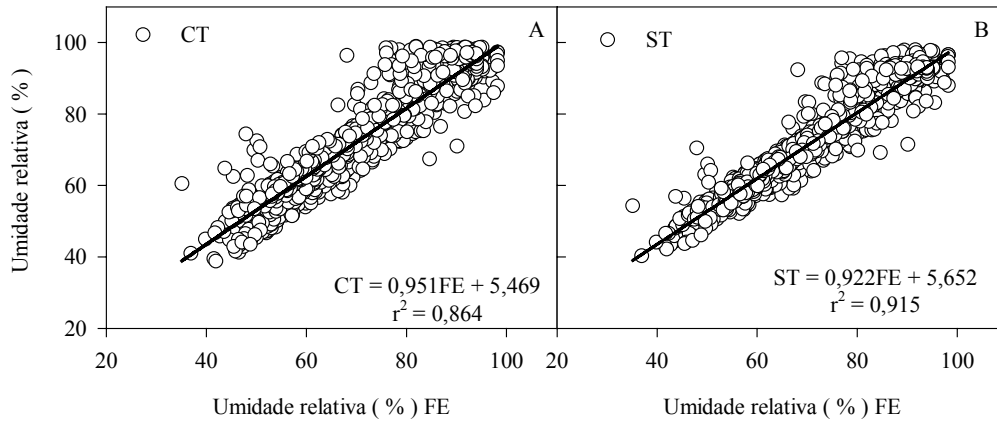 CT
A
ST
B
Umidade relativa ( % )
100
80
60
40
20
CT = 0,951FE + 5,469
r² = 0,864
ST = 0,922FE + 5,652
r² = 0,915
20 40 60 80 100 40 60 80 100
Umidade relativa ( % ) FE
Umidade relativa ( % ) FE